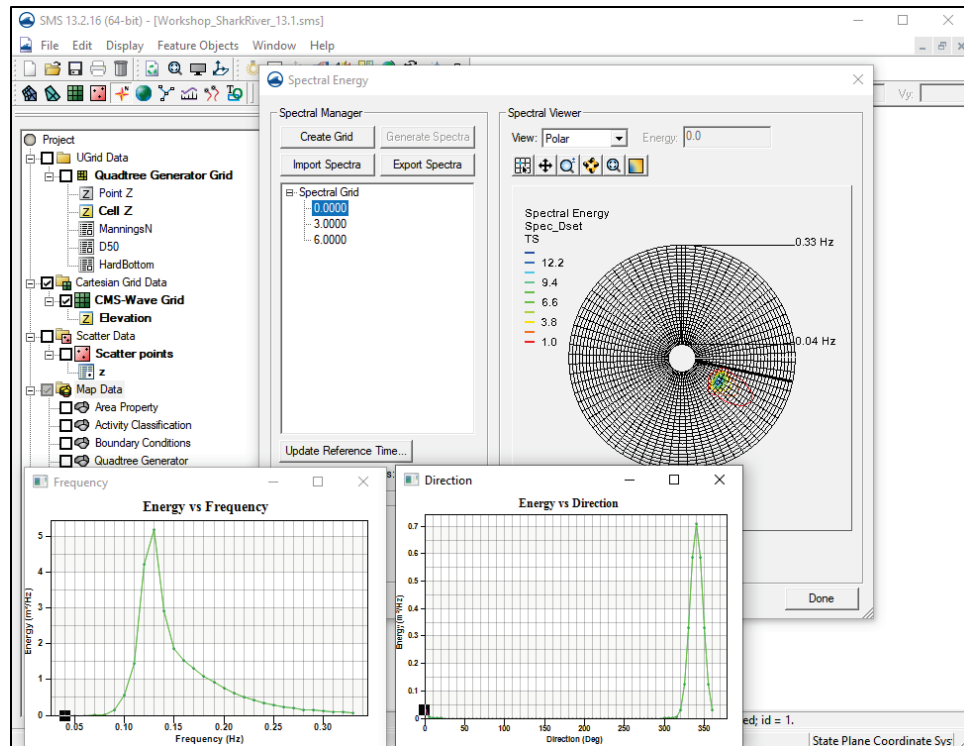 SMS 13.2.16 (64-bit) - [Workshop_SharkRiver_13.1.sms]
File Edit Display Feature Objects Window Help
Vy:
Project
UGrid Data
Quadtree Generator Grid
Point Z
Cell Z
ManningsN
D50
HardBottom
Cartesian Grid Data
CMS-Wave Grid
Elevation
Scatter Data
Scatter points
z
Map Data
Area Property
Activity Classification
Boundary Conditions
Quadtree Generator
Spectral Energy
Spectral Manager
Create Grid Generate Spectra
Import Spectra Export Spectra
Spectral Grid
0.0000
3.0000
6.0000
Update Reference Time...
Spectral Viewer
View: Polar Energy: 0.0
Spectral Energy
Spec_Dset
TS
12.2
9.4
6.6
3.8
1.0
0.33 Hz
0.04 Hz
Done
Frequency
Energy vs Frequency
Energy (m²/Hz)
5
4
3
2
1
0
0.05 0.10 0.15 0.20 0.25 0.30
Frequency (Hz)
Direction
Energy vs Direction
Energy (m²/Hz)
0.7
0.6
0.5
0.4
0.3
0.2
0.1
0
0 50 100 150 200 250 300 350
Direction (Deg)
ed; id = 1.
State Plane Coordinate Sys